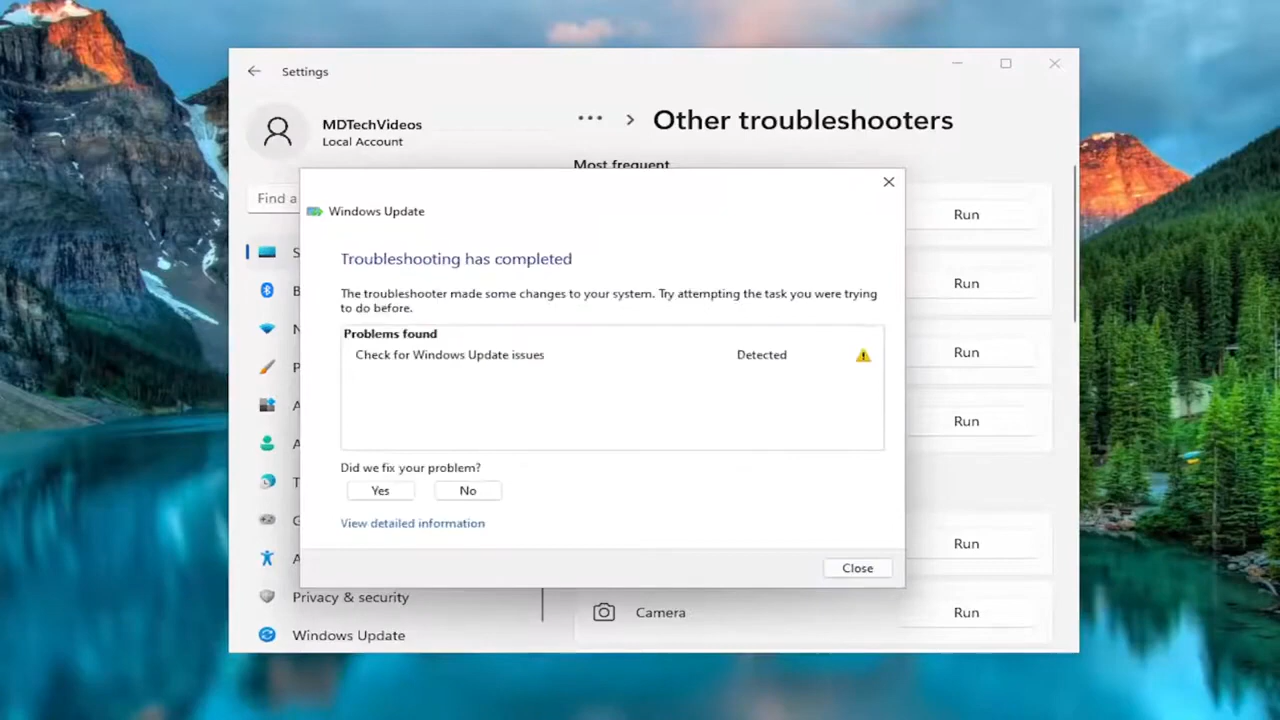 Settings
MDTechVideos
Local Account
Other troubleshooters
Most frequent
Find a
Run
Windows Update
Troubleshooting has completed
The troubleshooter made some changes to your system. Try attempting the task you were trying
to do before.
Problems found
Check for Windows Update issues Detected
Did we fix your problem?
Yes No
View detailed information
Close
S
B
N
P
A
A
T
G
A
Privacy & security
Windows Update
Run
Run
Run
Run
Camera Run